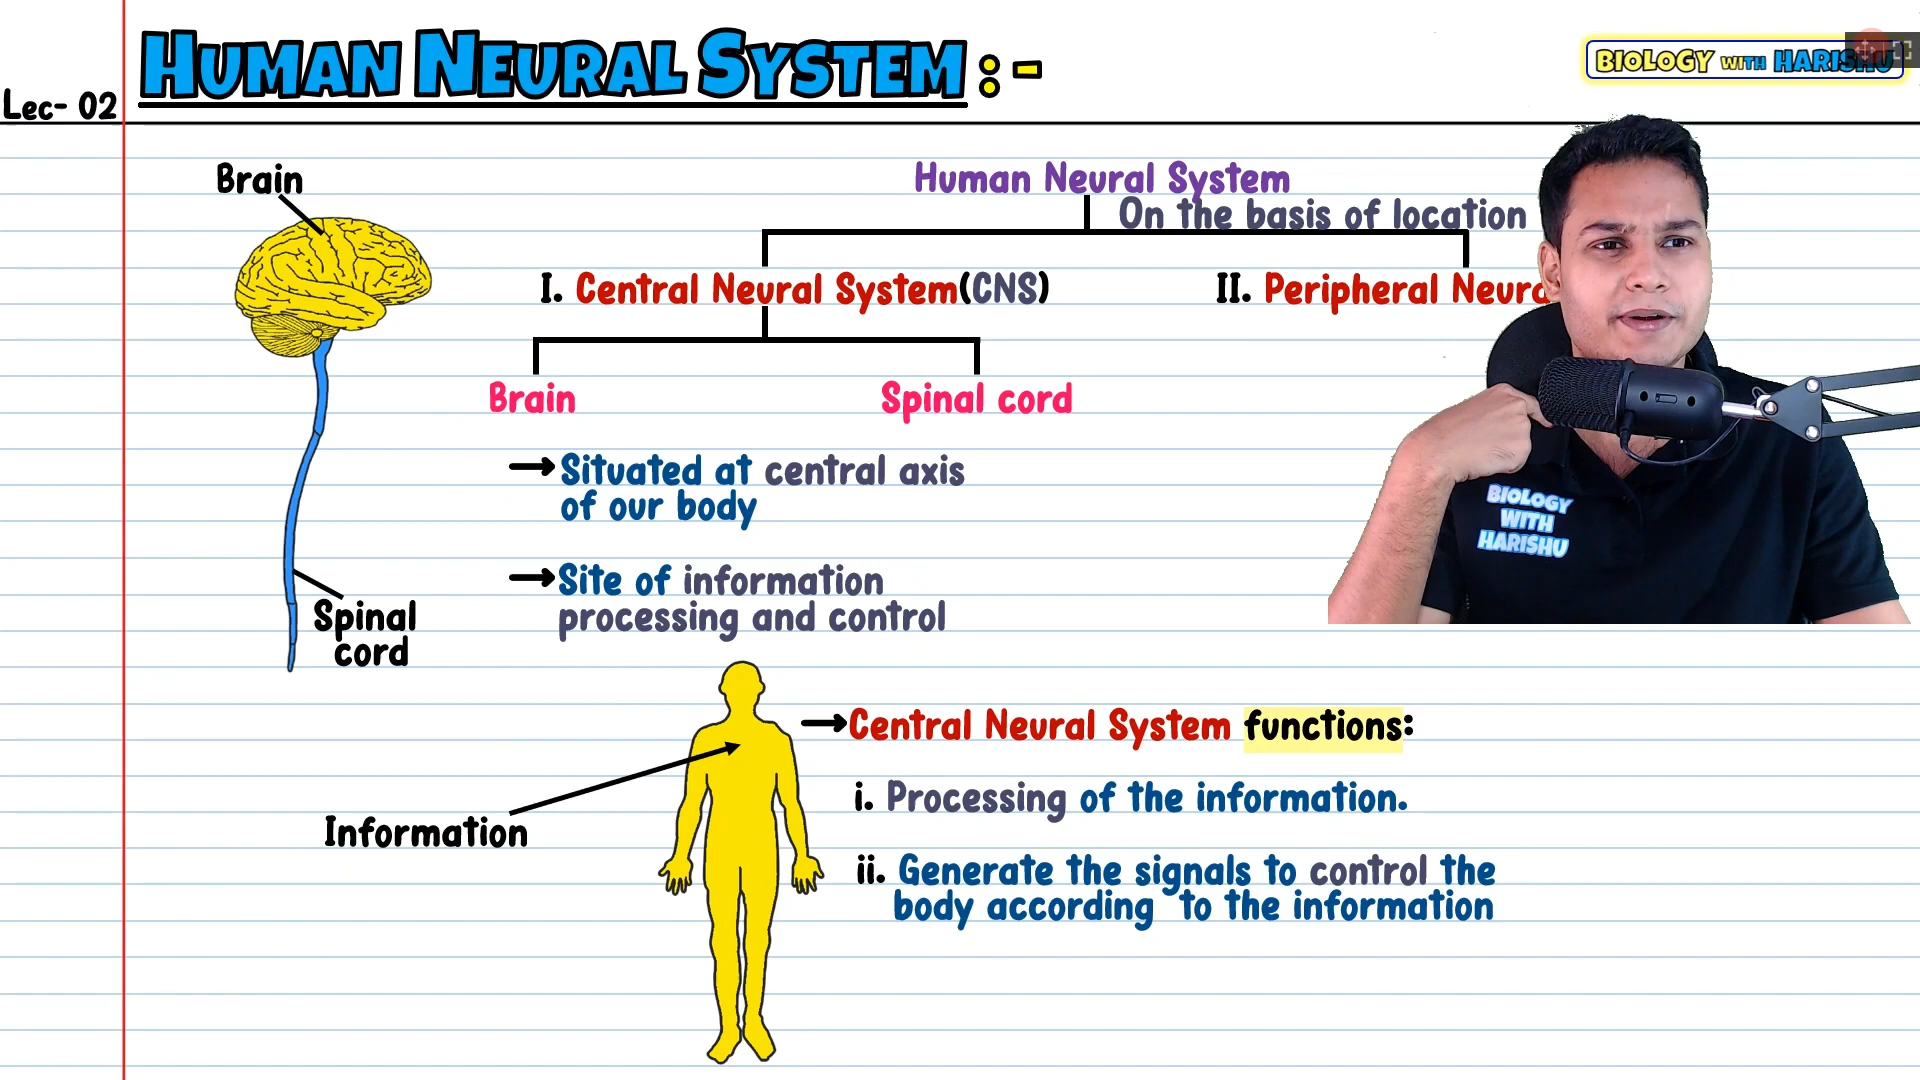 HUMAN NEURAL SYSTEM :-
BIOLOGY WITH HARISHU
Lec- 02
Brain
Human Neural System
On the basis of location
I. Central Neural System(CNS)
II. Peripheral
Brain
Spinal cord
→Situated at central axis
of our body
→Site of information
processing and control
Spinal
cord
BIOLOGY
WITH
HARISHU
→Central Neural System functions:
i. Processing of the information.
Information
ii. Generate the signals to control the
body according to the information